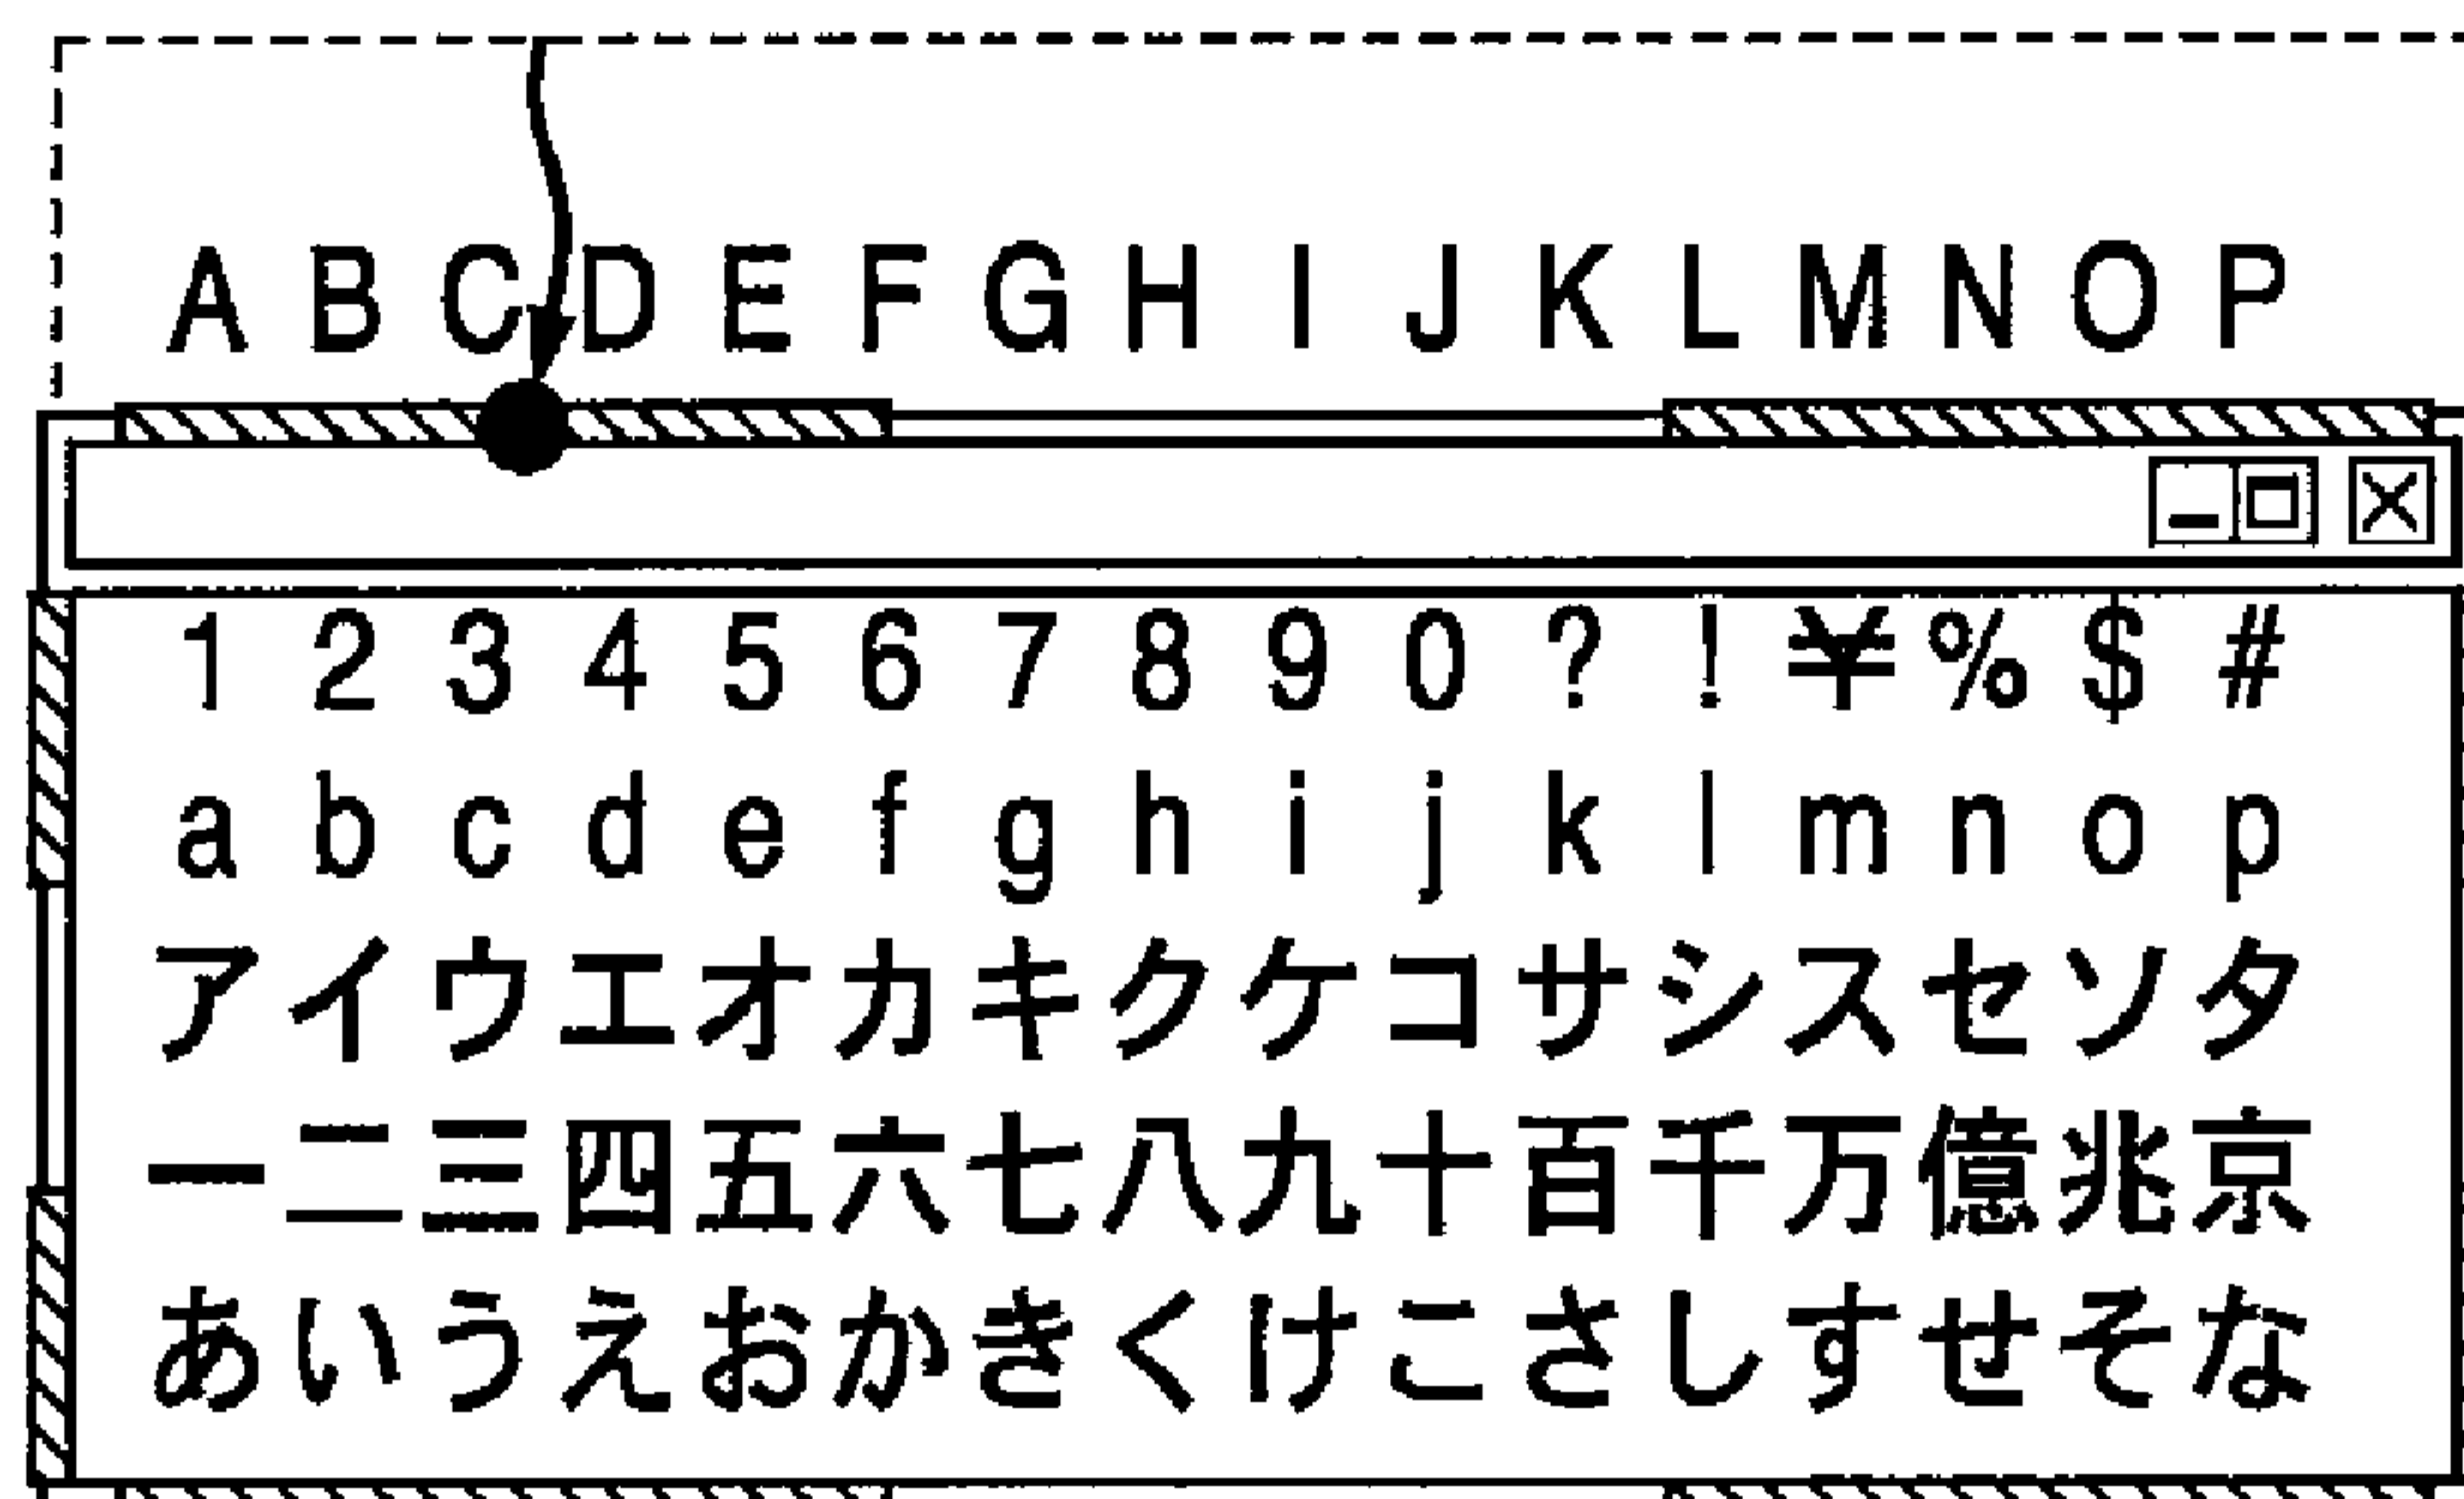 A B C D E F G H I J K L M N O P
1 2 3 4 5 6 7 8 9 0 ? ! ¥ % $ #
a b c d e f g h i j k l m n o p
ア イ ウ エ オ カ キ ク ケ コ サ シ ス セ ソ タ
一 二 三 四 五 六 七 八 九 十 百 千 万 億 兆 京
あ い う え お か き く け こ さ し す せ そ な